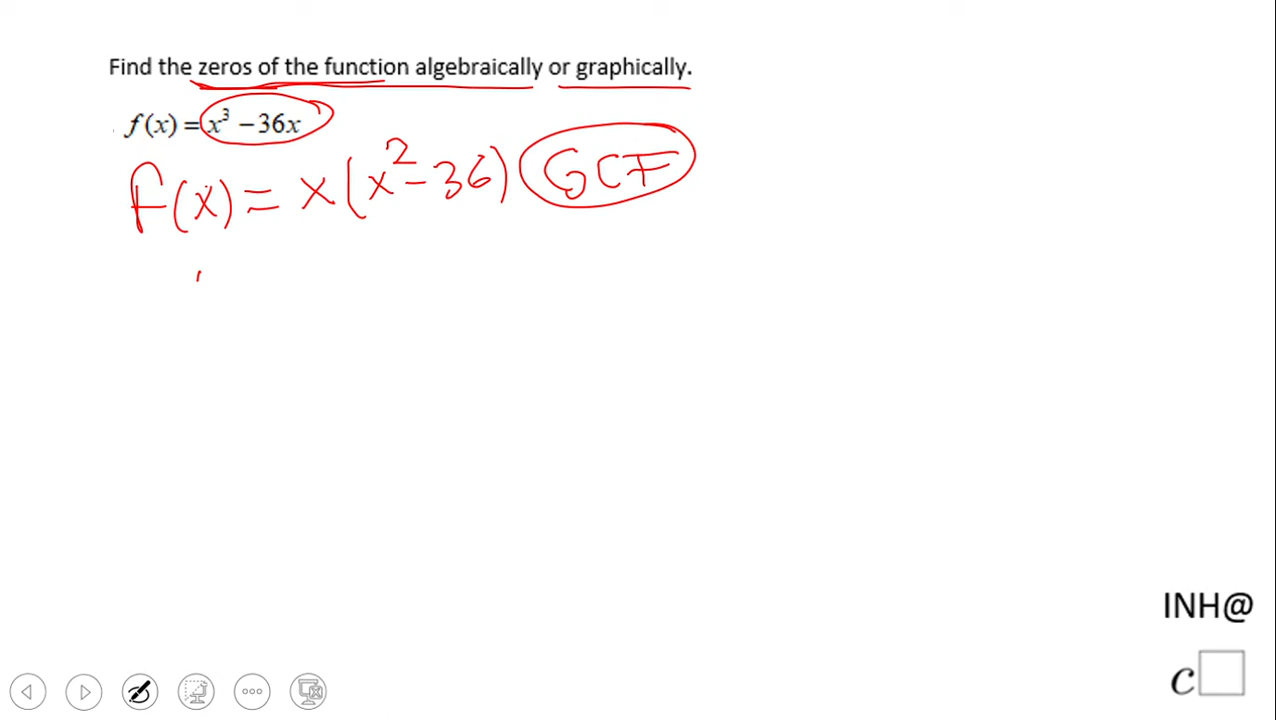 Find the zeros of the function algebraically or graphically.
f(x) = x³ − 36x
f(x) = x(x² - 36) GCF
INH@
c